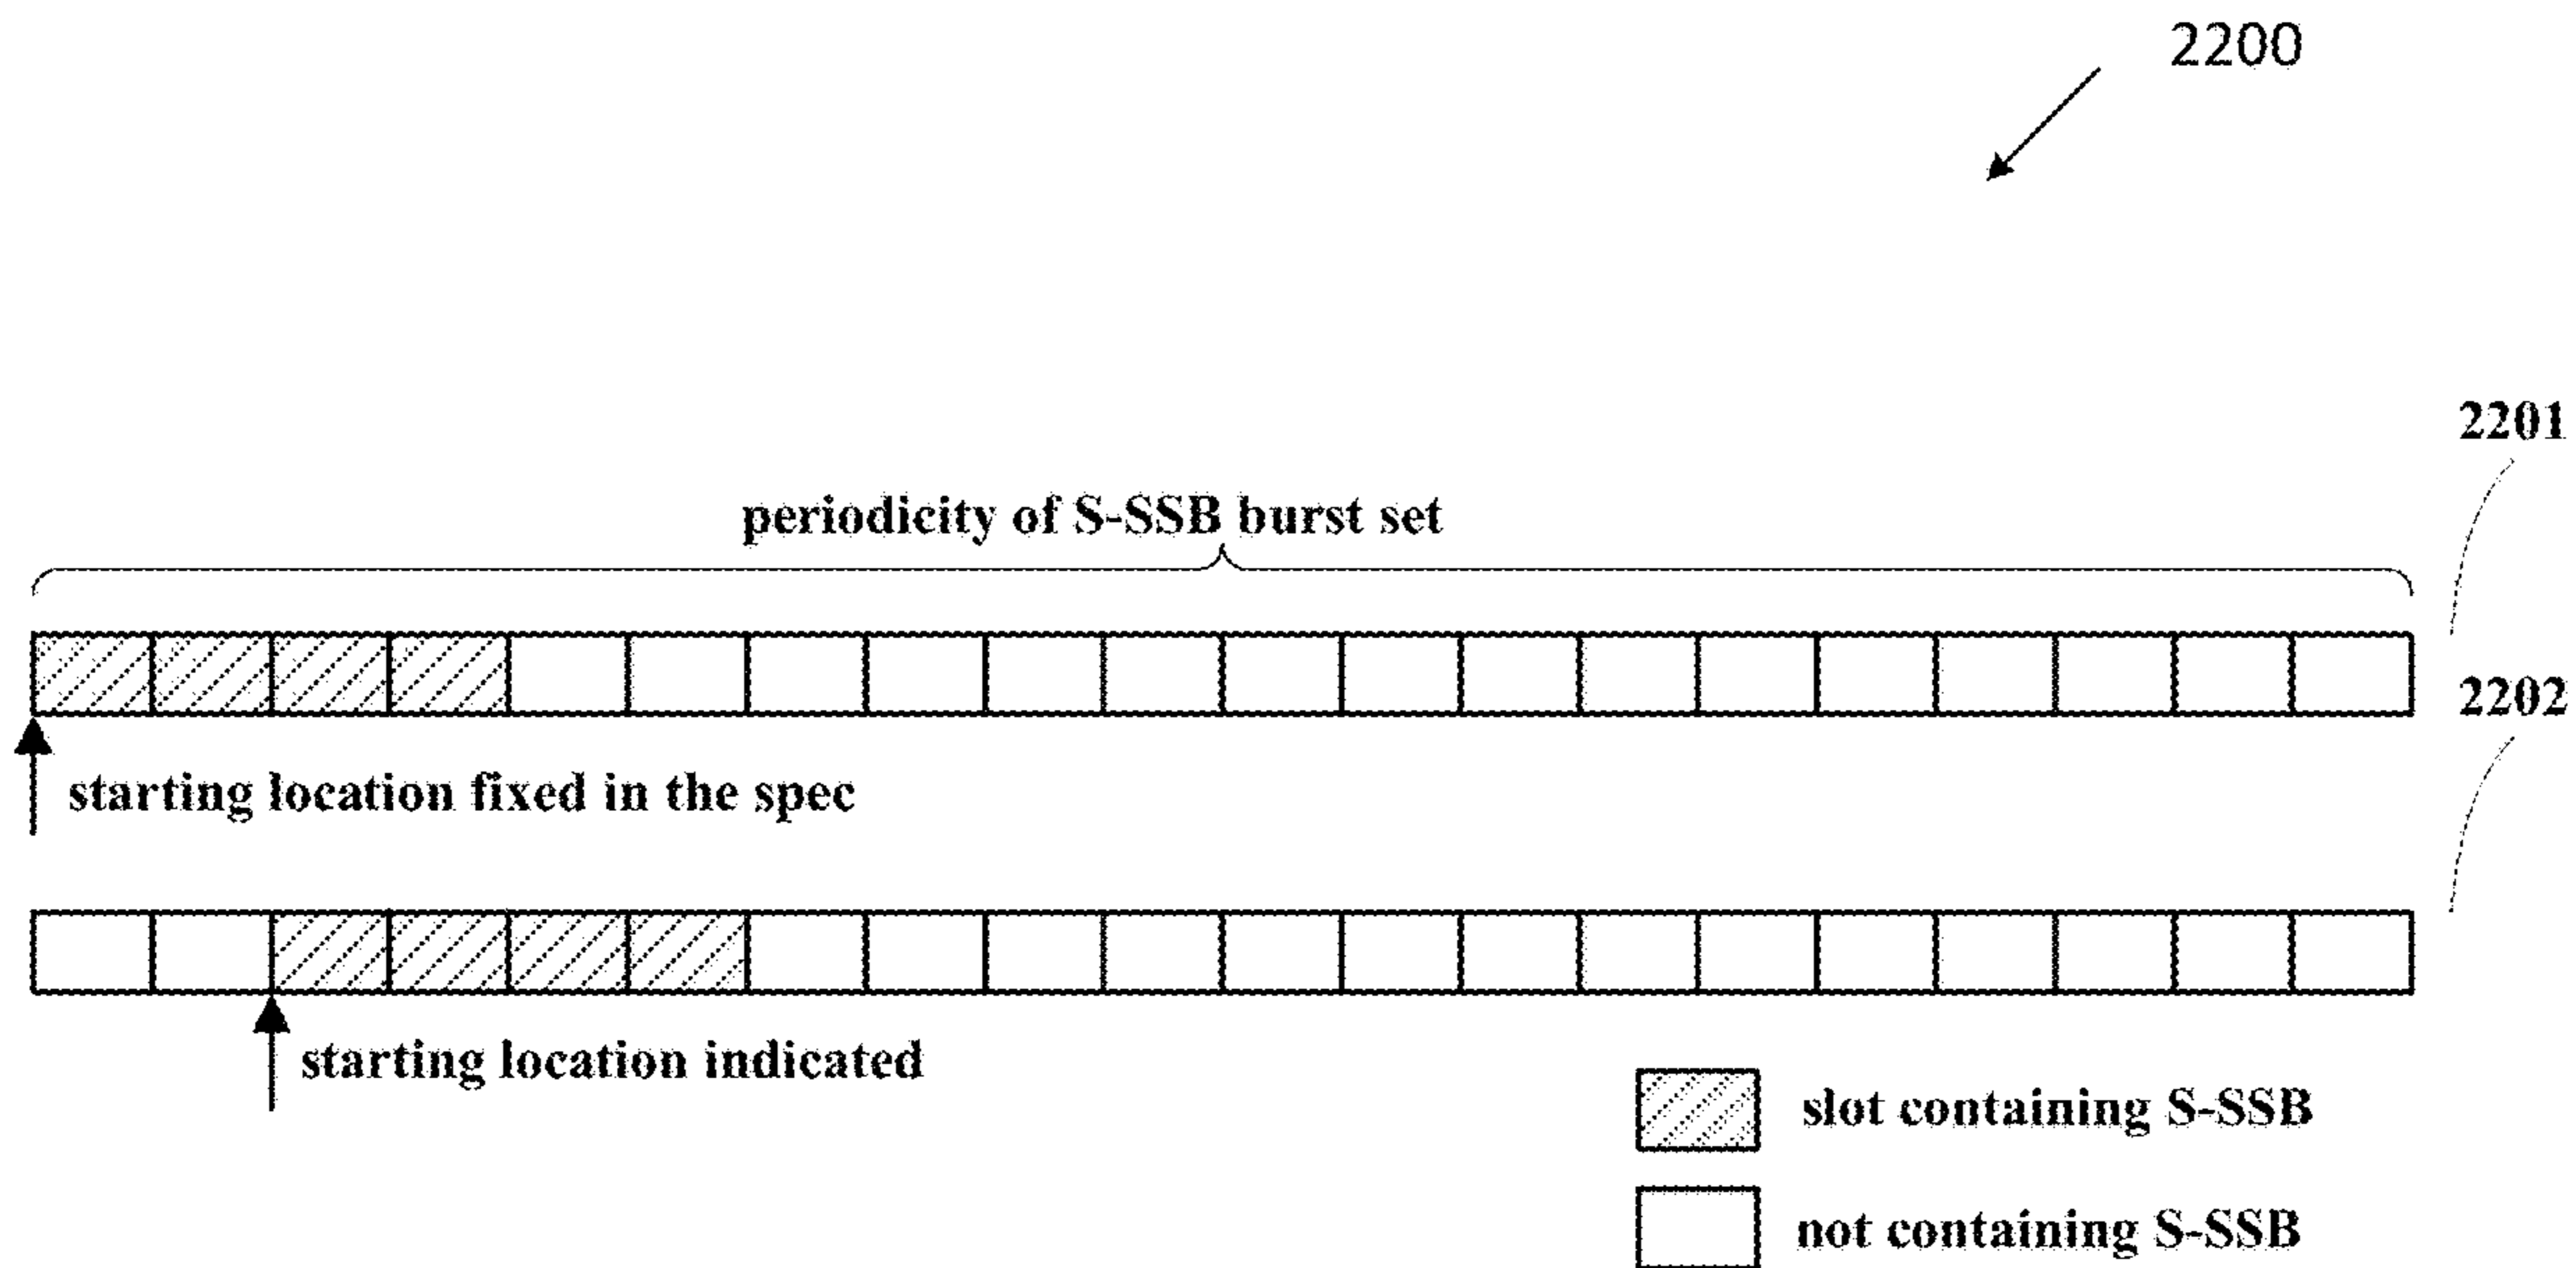 2200
2201
periodicity of S-SSB burst set
2202
starting location fixed in the spec
starting location indicated
slot containing S-SSB
not containing S-SSB